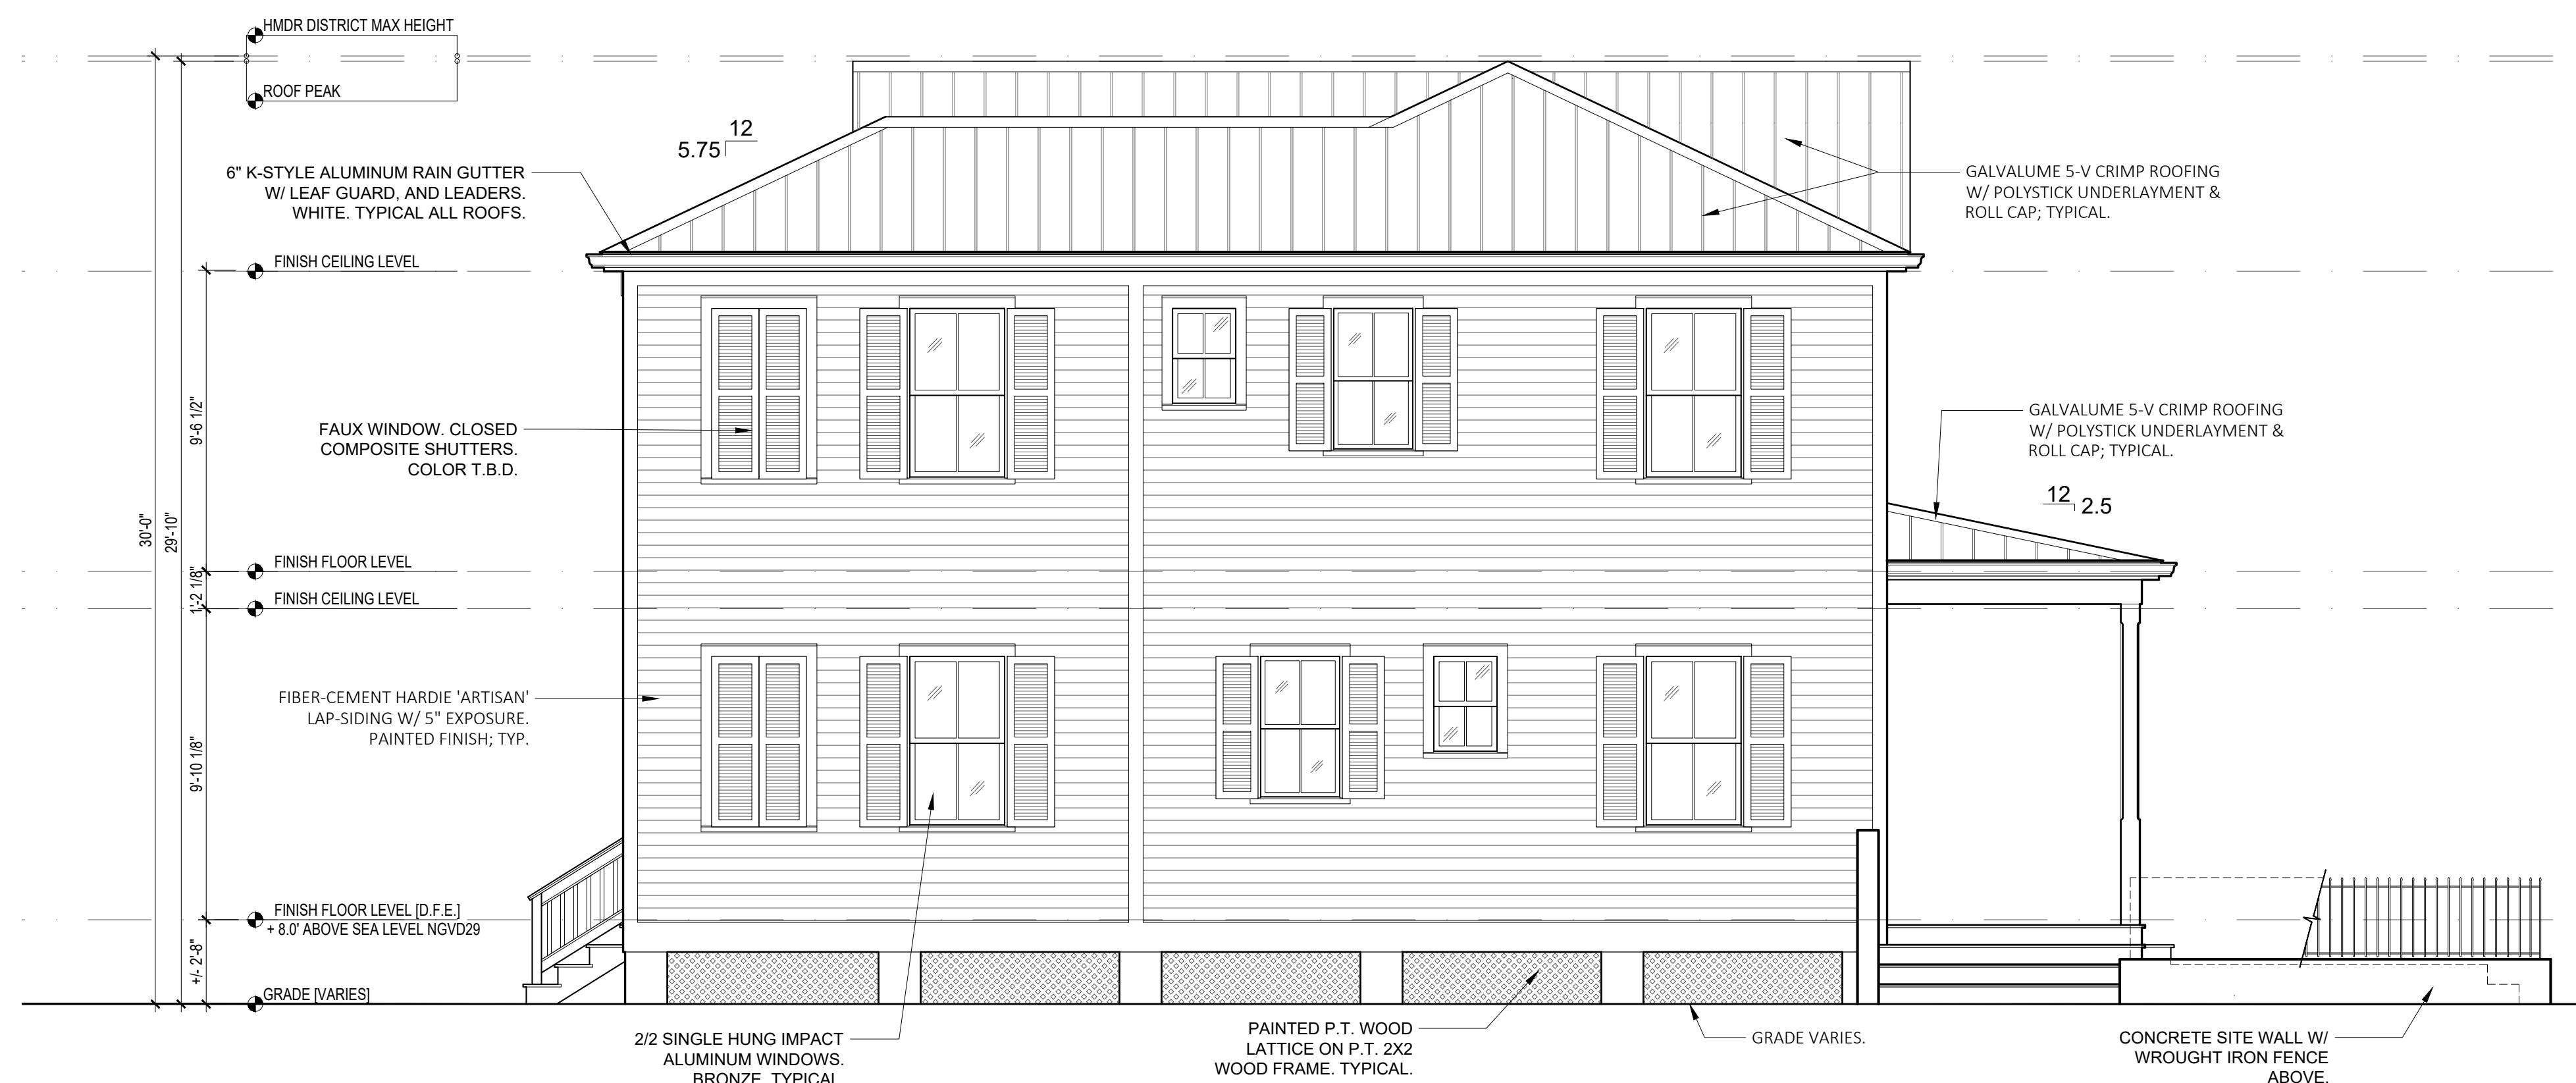 HMDR DISTRICT MAX HEIGHT
ROOF PEAK
12
5.75
6" K-STYLE ALUMINUM RAIN GUTTER
W/ LEAF GUARD, AND LEADERS.
WHITE. TYPICAL ALL ROOFS.
GALVALUME 5-V CRIMP ROOFING
W/ POLYSTICK UNDERLAYMENT &
ROLL CAP; TYPICAL.
FINISH CEILING LEVEL
9'-6 1/2"
FAUX WINDOW. CLOSED
COMPOSITE SHUTTERS.
COLOR T.B.D.
GALVALUME 5-V CRIMP ROOFING
W/ POLYSTICK UNDERLAYMENT &
ROLL CAP; TYPICAL.
12
2.5
30'-0"
29'-10"
FINISH FLOOR LEVEL
1'-2 1/8"
FINISH CEILING LEVEL
FIBER-CEMENT HARDIE 'ARTISAN'
LAP-SIDING W/ 5" EXPOSURE.
PAINTED FINISH; TYP.
9'-10 1/8"
FINISH FLOOR LEVEL [D.F.E.]
+ 8.0' ABOVE SEA LEVEL NGVD29
+/- 2'-8"
GRADE [VARIES]
2/2 SINGLE HUNG IMPACT
ALUMINUM WINDOWS.
BRONZE. TYPICAL
PAINTED P.T. WOOD
LATTICE ON P.T. 2X2
WOOD FRAME. TYPICAL.
GRADE VARIES.
CONCRETE SITE WALL W/
WROUGHT IRON FENCE
ABOVE.